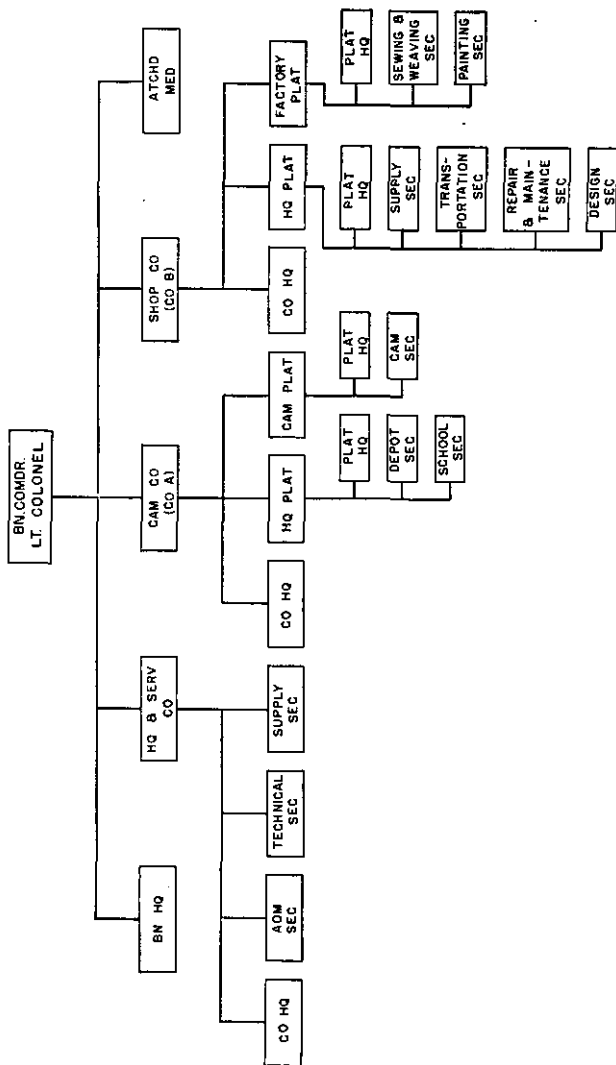 BN.COMDR.
LT. COLONEL
BN HQ
HQ & SERV
CO
CAM CO
(CO A)
SHOP CO
(CO B)
ATCHD
MED
CO HQ
ADM
SEC
TECHNICAL
SEC
SUPPLY
SEC
CO HQ
HQ PLAT
CAM PLAT
CO HQ
HQ PLAT
FACTORY
PLAT
PLAT
HQ
DEPOT
SEC
SCHOOL
SEC
PLAT
HQ
CAM
SEC
PLAT
HQ
SUPPLY
SEC
TRANS-
PORTATION
SEC
REPAIR
& MAIN-
TENANCE
SEC
DESIGN
SEC
PLAT
HQ
SEWING &
WEAVING
SEC
PAINTING
SEC